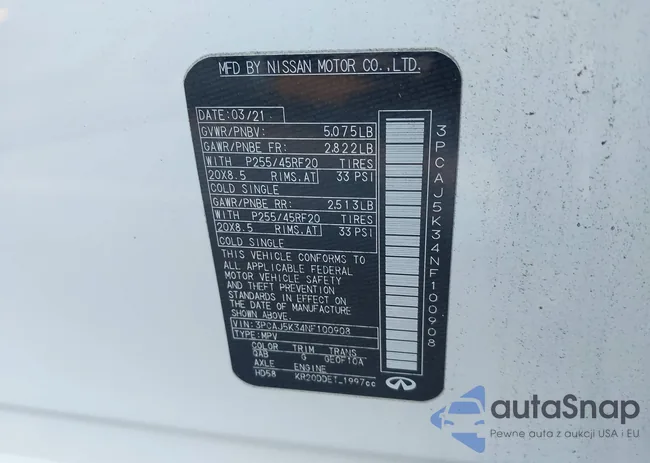 MFD BY NISSAN MOTOR CO.,LTD.
DATE: 03/21
GVWR/PNBV: 5.075LB
GAWR/PNBE FR: 2.822LB
WITH P255/45RF20 TIRES
20X8.5 RIMS.AT 33 PSI
COLD SINGLE
GAWR/PNBE RR: 2.513LB
WITH P255/45RF20 TIRES
20X8.5 RIMS.AT 33PSI
COLD SINGLE
THIS VEHICLE CONFORMS TO
ALL APPLICABLE FEDERAL
MOTOR VEHICLE SAFETY
AND THEFT PREVENTION
STANDARDS IN EFFECT ON
THE DATE OF MANUFACTURE
SHOWN ABOVE.
VIN:3PCAJ5K34NF100908
TYPE:MPV
COLOR TRIM TRANS
QAB G GEOF10A
AXLE ENGINE
HD58 KR20DDET_1997cc
3PCAJ5K34NF100908
autaSnap
Pewne auta z aukcji USA i EU